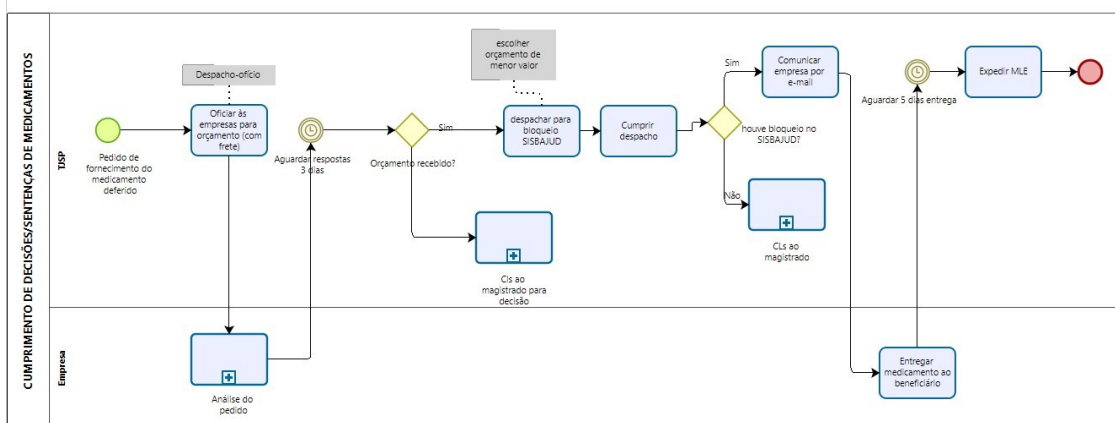 CUMPRIMENTO DE DECISÕES/SENTENÇAS DE MEDICAMENTOS
TJSP
Despacho-ofício
Oficiar às
empresas para
orçamento (com
frete)
Pedido de
fornecimento do
medicamento
deferido
Aguardar respostas
3 dias
Orçamento recebido?
Sim
escolher
orçamento de
menor valor
despachar para
bloqueio
SISBAJUD
Cumprir
despacho
Cls ao
magistrado para
decisão
houve bloqueio no
SISBAJUD?
Sim
Comunicar
empresa por
e-mail
Não
CLs ao
magistrado
Aguardar 5 dias entrega
Expedir MLE
Empresa
Análise do
pedido
Entregar
medicamento ao
beneficiário